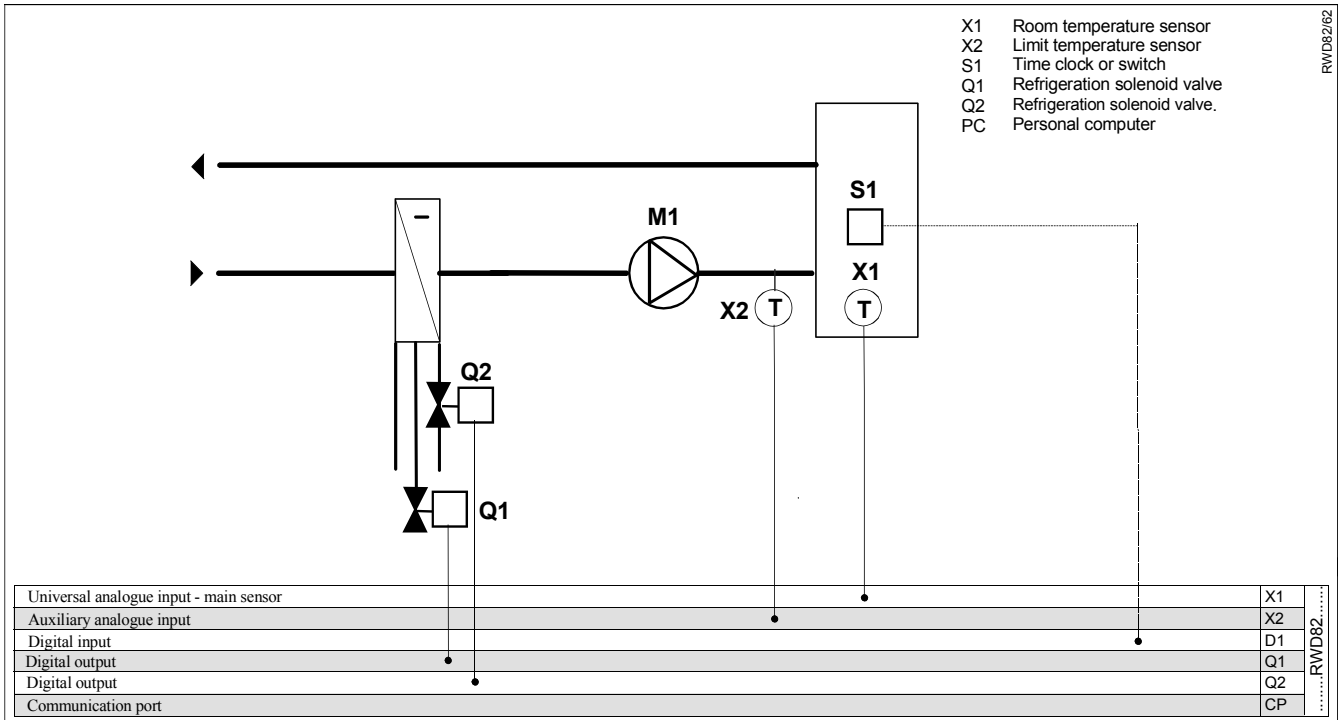 X1 Room temperature sensor
X2 Limit temperature sensor
S1 Time clock or switch
Q1 Refrigeration solenoid valve
Q2 Refrigeration solenoid valve.
PC Personal computer
RWD82/62
S1
M1
X1
X2 T
T
Q2
Q1
Universal analogue input - main sensor X1
Auxiliary analogue input X2
Digital input D1
Digital output Q1
Digital output Q2
Communication port CP
.......RWD82.......